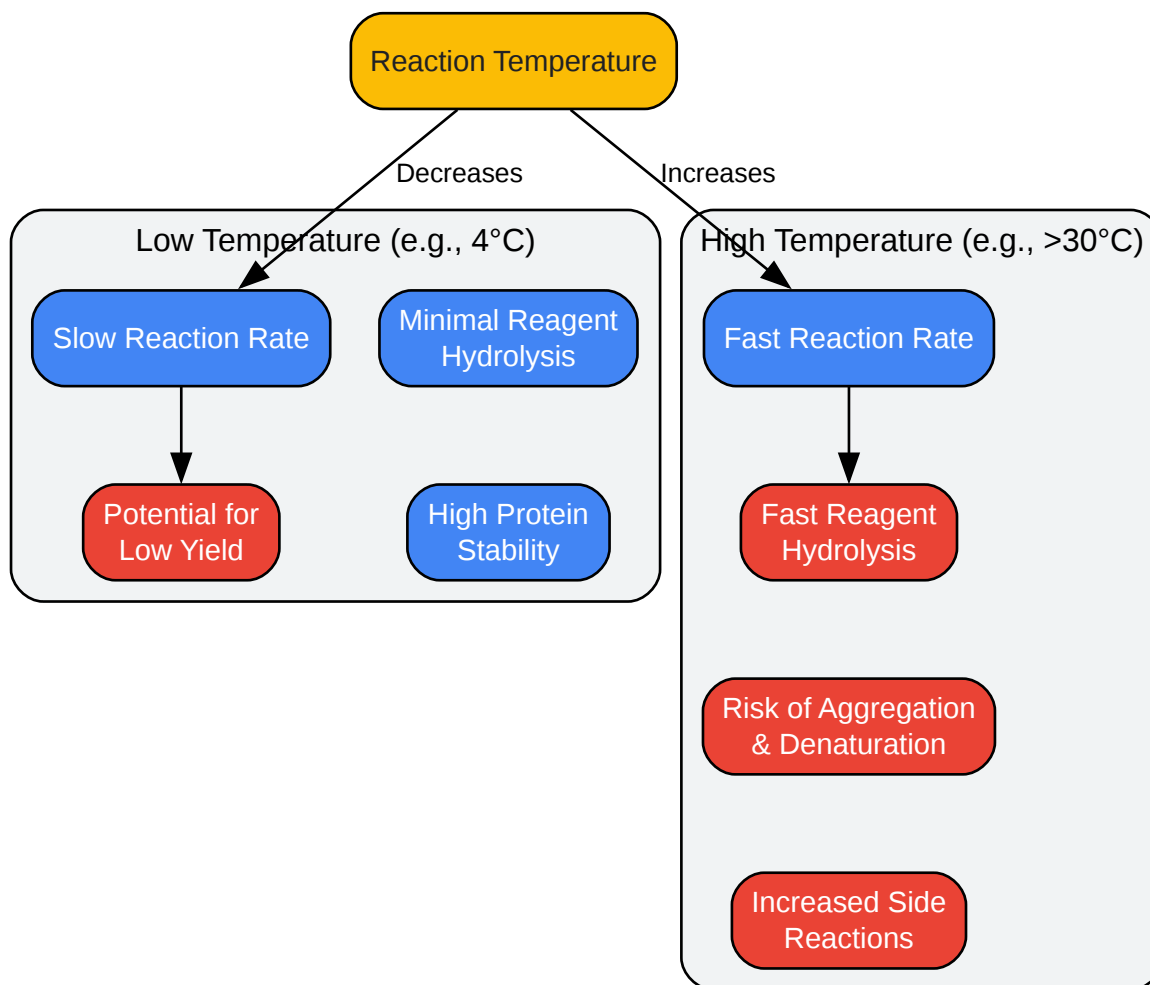 Reaction Temperature
Decreases
Increases
Low Temperature (e.g., 4°C)
High Temperature (e.g., >30°C)
Slow Reaction Rate
Minimal Reagent
Hydrolysis
Fast Reaction Rate
Potential for
Low Yield
High Protein
Stability
Fast Reagent
Hydrolysis
Risk of Aggregation
& Denaturation
Increased Side
Reactions